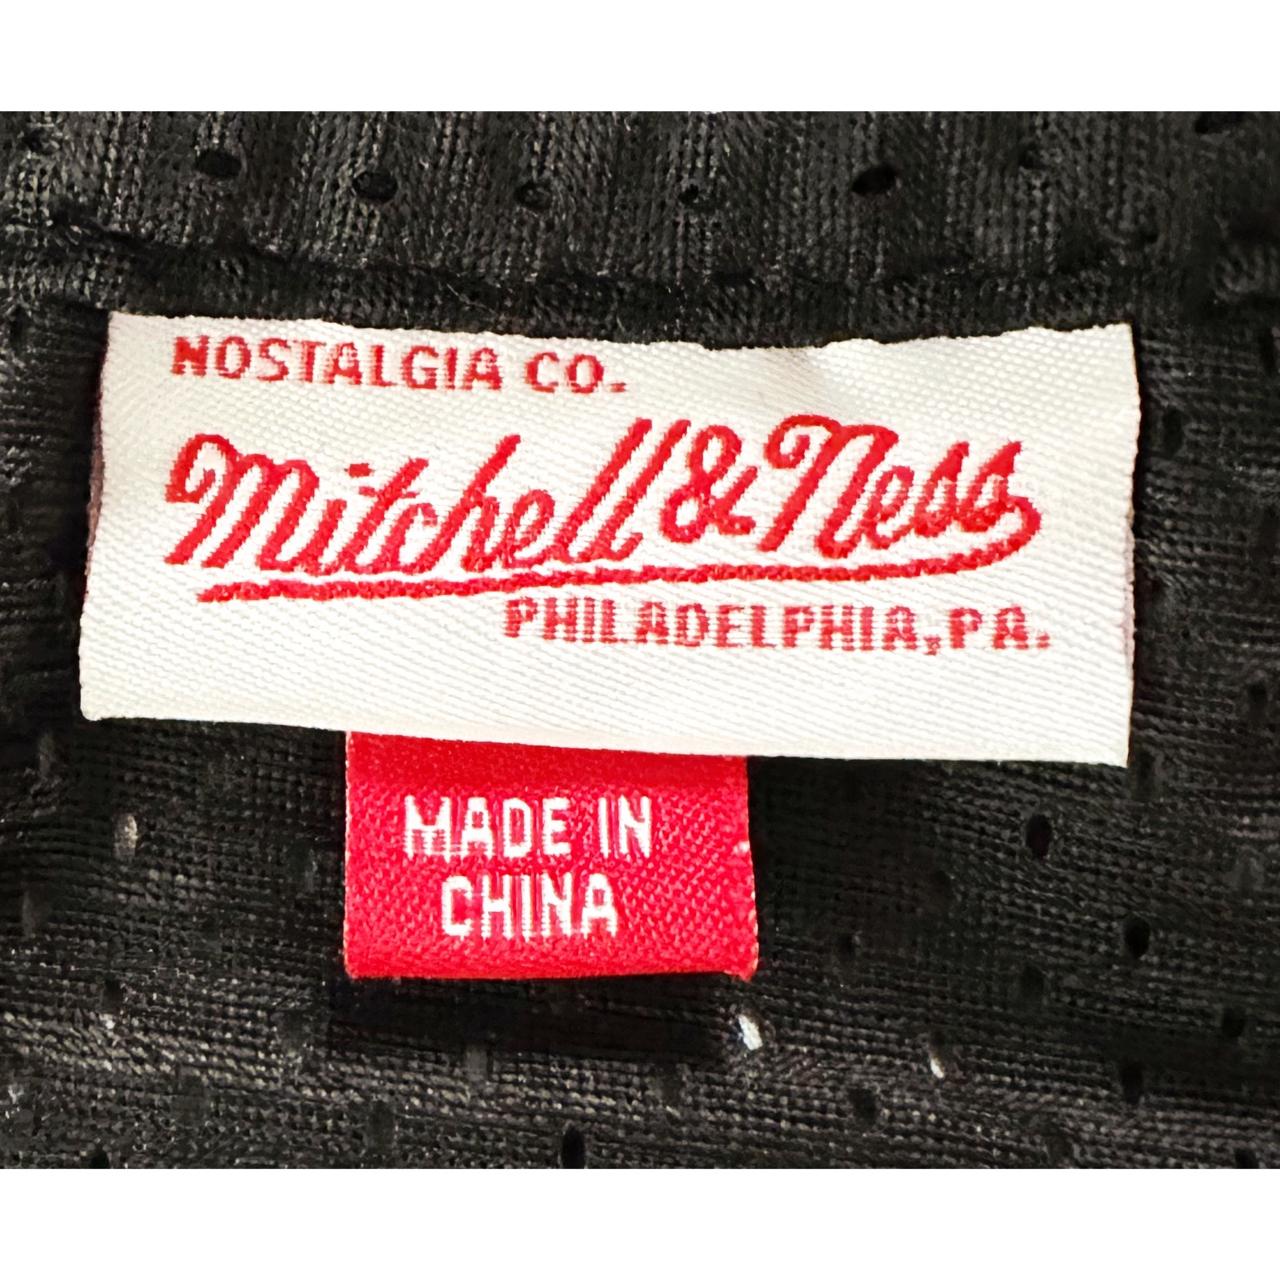 NOSTALGIA CO.
Mitchell & Ness
PHILADELPHIA, PA.
MADE IN
CHINA